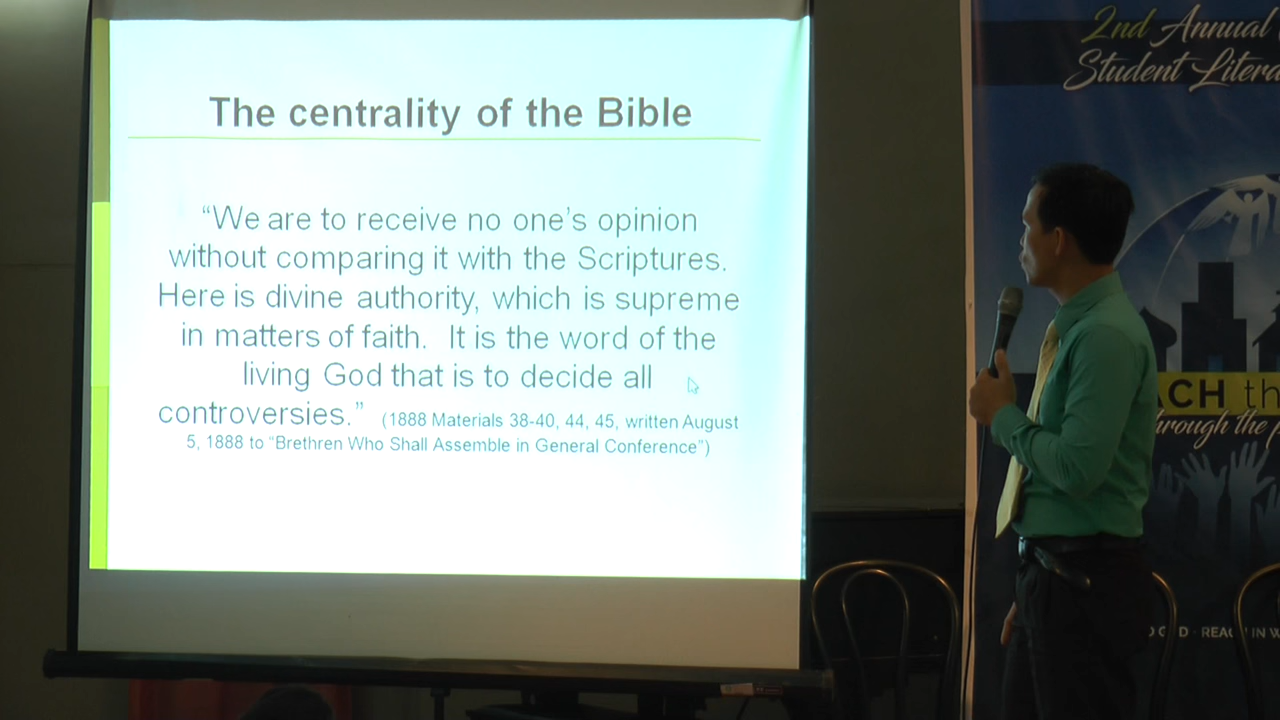 The centrality of the Bible
“We are to receive no one’s opinion
without comparing it with the Scriptures.
Here is divine authority, which is supreme
in matters of faith.  It is the word of the
living God that is to decide all
controversies.”  (1888 Materials 38-40, 44, 45, written August
5, 1888 to “Brethren Who Shall Assemble in General Conference”)
2nd Annual
Student Litera
ACH th
hrough the
D · REACH IN W